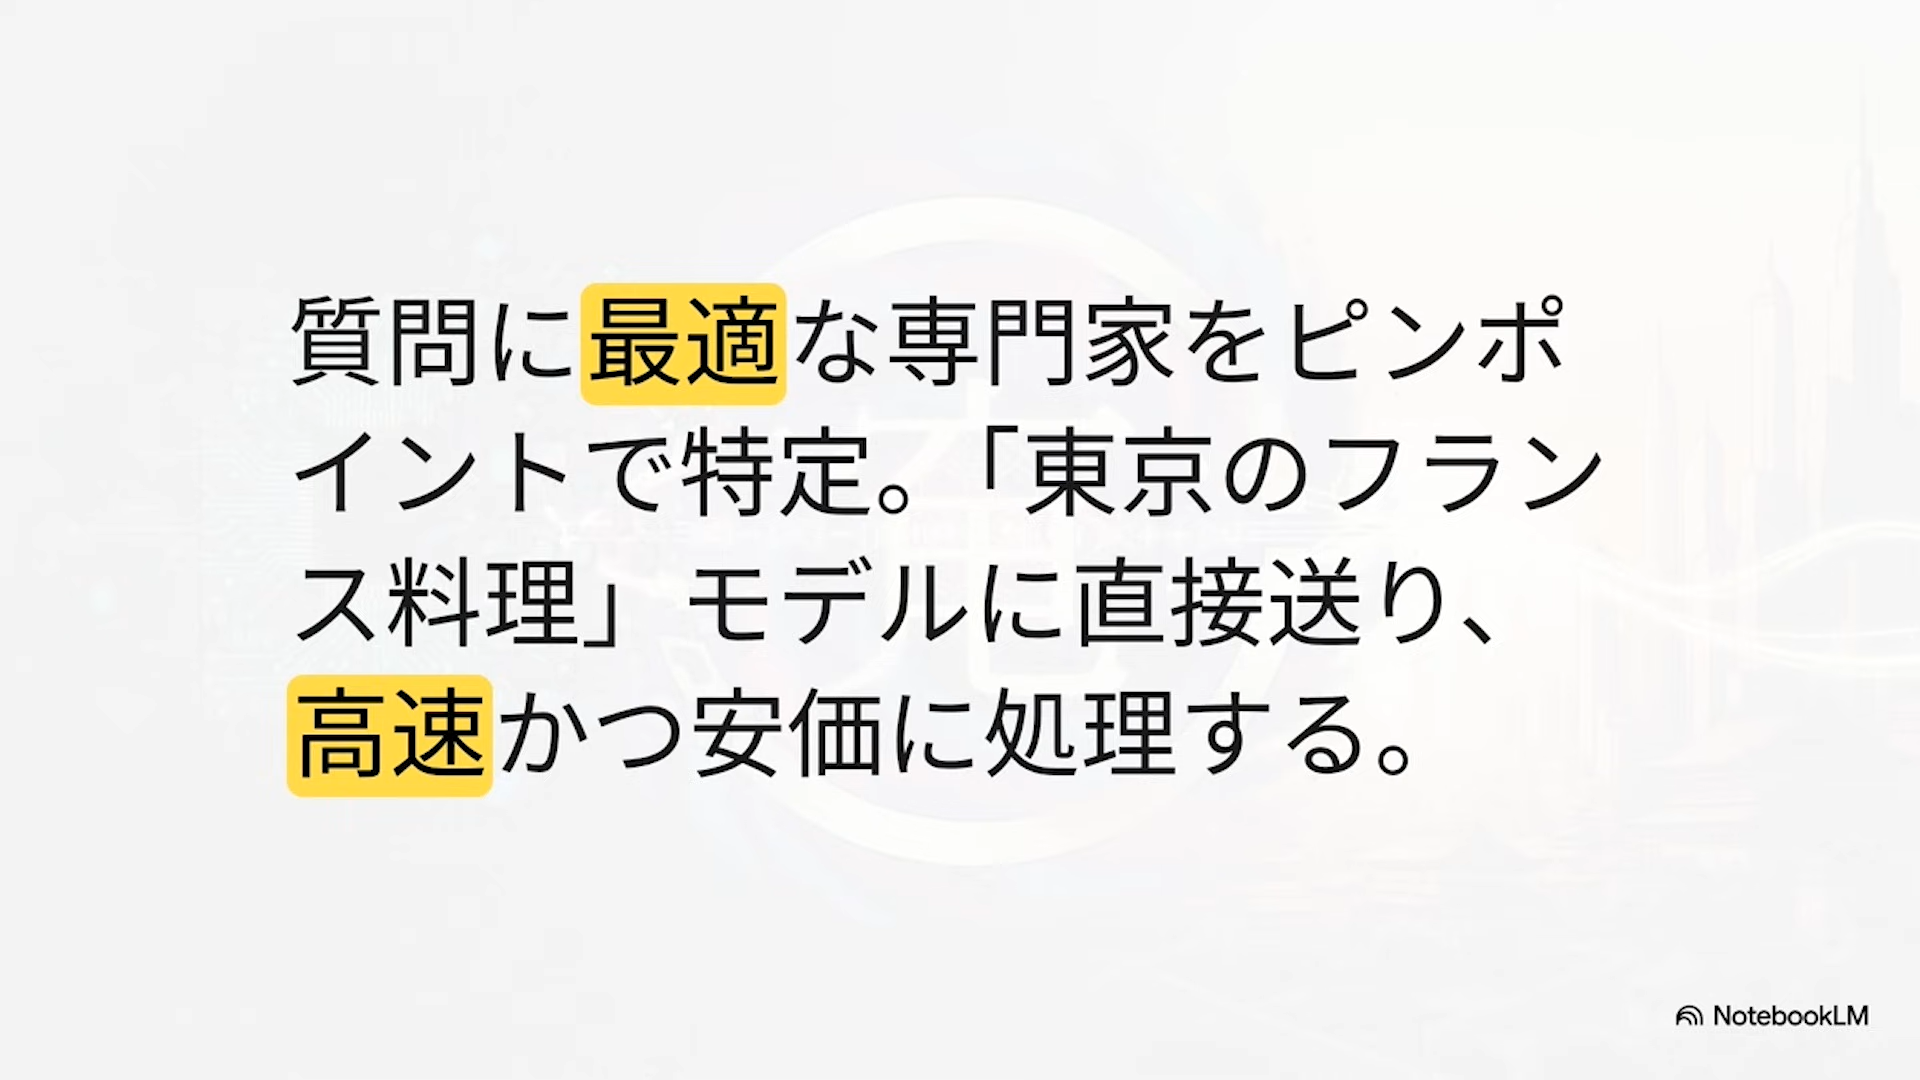 質問に最適な専門家をピンポ
イントで特定。「東京のフラン
ス料理」モデルに直接送り、
高速かつ安価に処理する。
NotebookLM